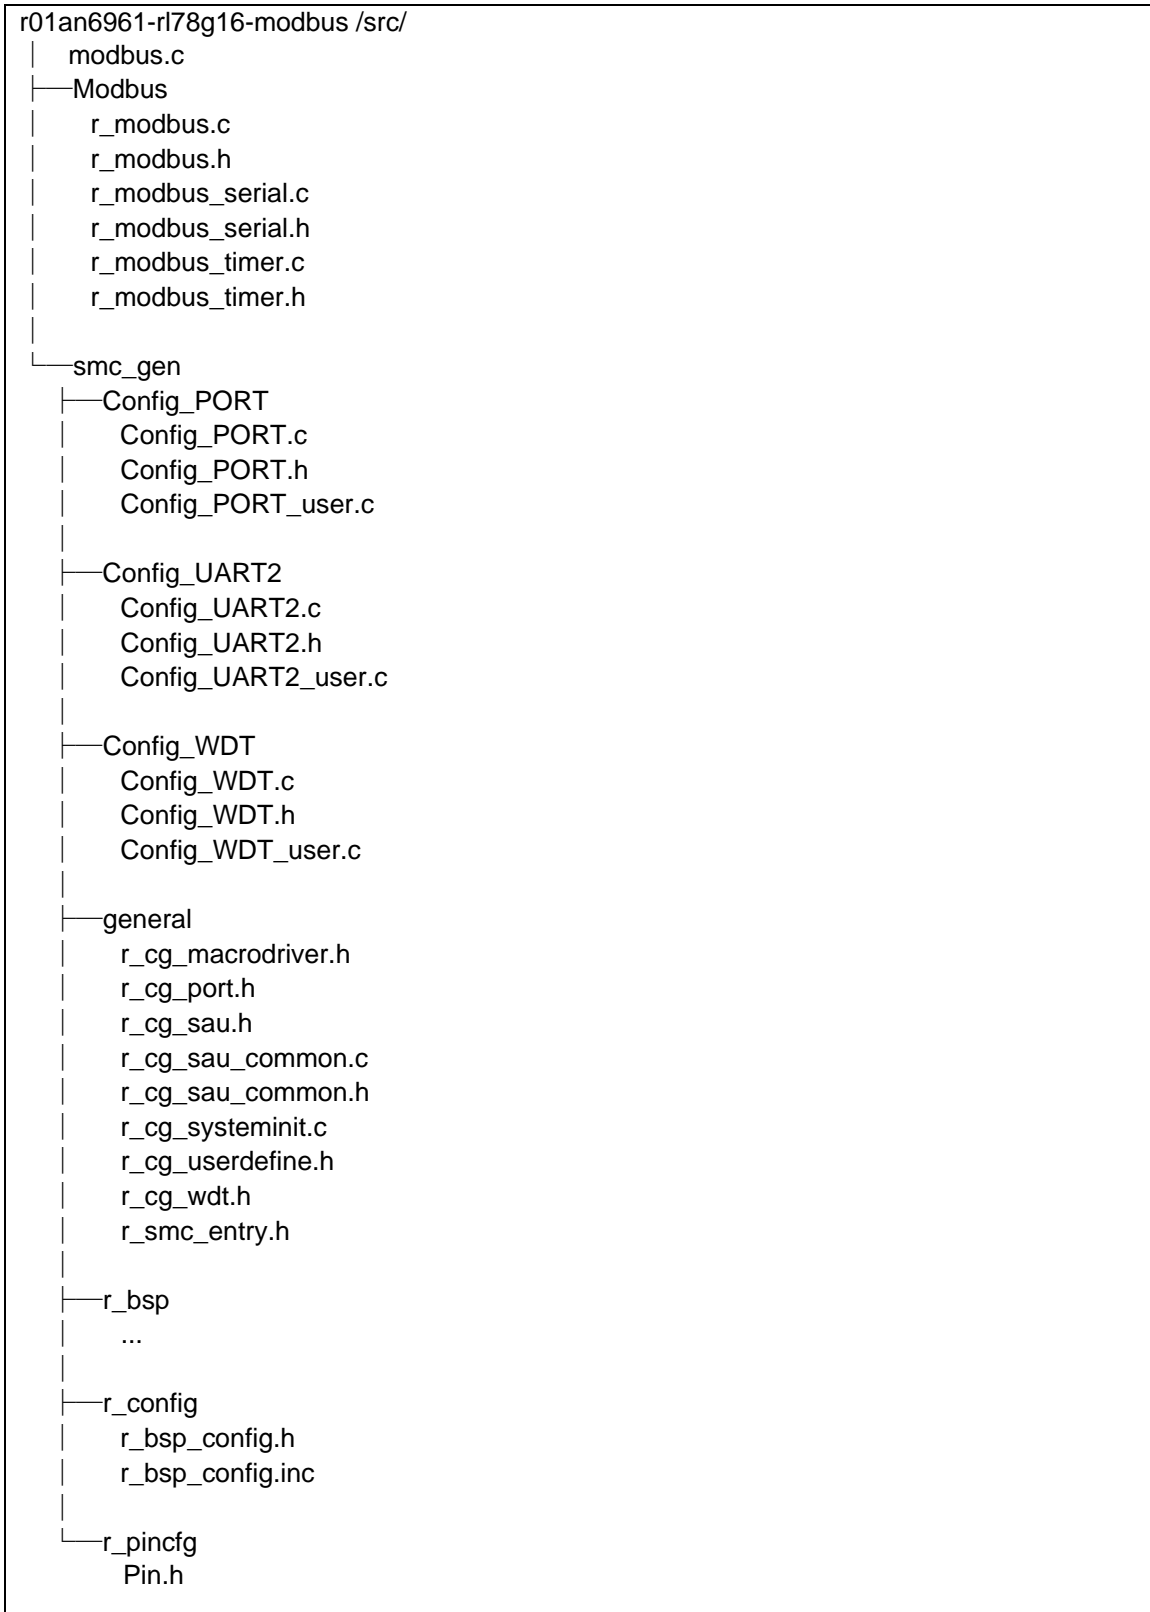 r01an6961-rl78g16-modbus /src/
modbus.c
Modbus
r_modbus.c
r_modbus.h
r_modbus_serial.c
r_modbus_serial.h
r_modbus_timer.c
r_modbus_timer.h
smc_gen
Config_PORT
Config_PORT.c
Config_PORT.h
Config_PORT_user.c
Config_UART2
Config_UART2.c
Config_UART2.h
Config_UART2_user.c
Config_WDT
Config_WDT.c
Config_WDT.h
Config_WDT_user.c
general
r_cg_macrodriver.h
r_cg_port.h
r_cg_sau.h
r_cg_sau_common.c
r_cg_sau_common.h
r_cg_systeminit.c
r_cg_userdefine.h
r_cg_wdt.h
r_smc_entry.h
r_bsp
...
r_config
r_bsp_config.h
r_bsp_config.inc
r_pincfg
Pin.h